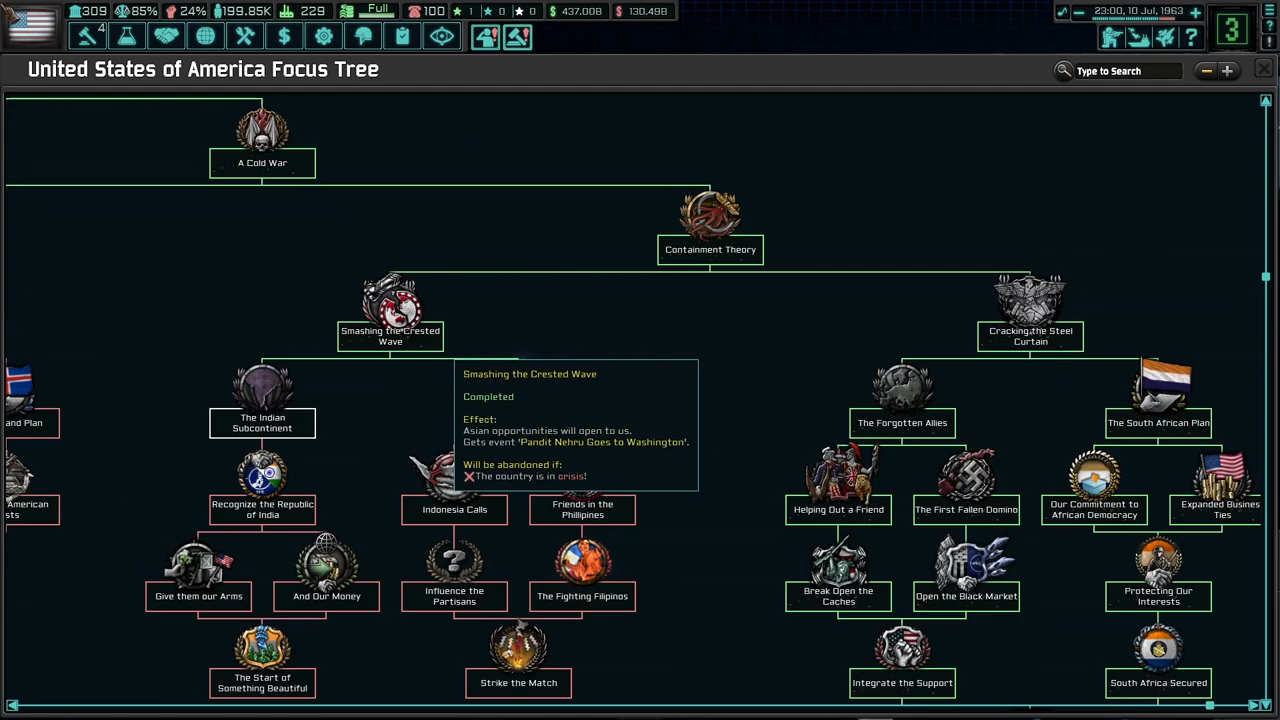 309 85% 24% 199.85K 229 Full 100 1 0 0 $ 437.00B $ 130.49B
4
23:00, 10 Jul, 1963
3
United States of America Focus Tree
Type to Search
A Cold War
Containment Theory
Smashing the Crested
Wave
Cracking the Steel
Curtain
and Plan
The Indian
Subcontinent
The Forgotten Allies
The South African Plan
Smashing the Crested Wave
Completed
Effect:
Asian opportunities will open to us.
Gets event 'Pandit Nehru Goes to Washington'.
Will be abandoned if:
The country is in crisis!
American
sts
Recognize the Republic
of India
Indonesia Calls
Friends in the
Phillipines
Helping Out a Friend
The First Fallen Domino
Our Commitment to
African Democracy
Expanded Busines
Ties
Give them our Arms
And Our Money
Influence the
Partisans
The Fighting Filipinos
Break Open the
Caches
Open the Black Market
Protecting Our
Interests
The Start of
Something Beautiful
Strike the Match
Integrate the Support
South Africa Secured